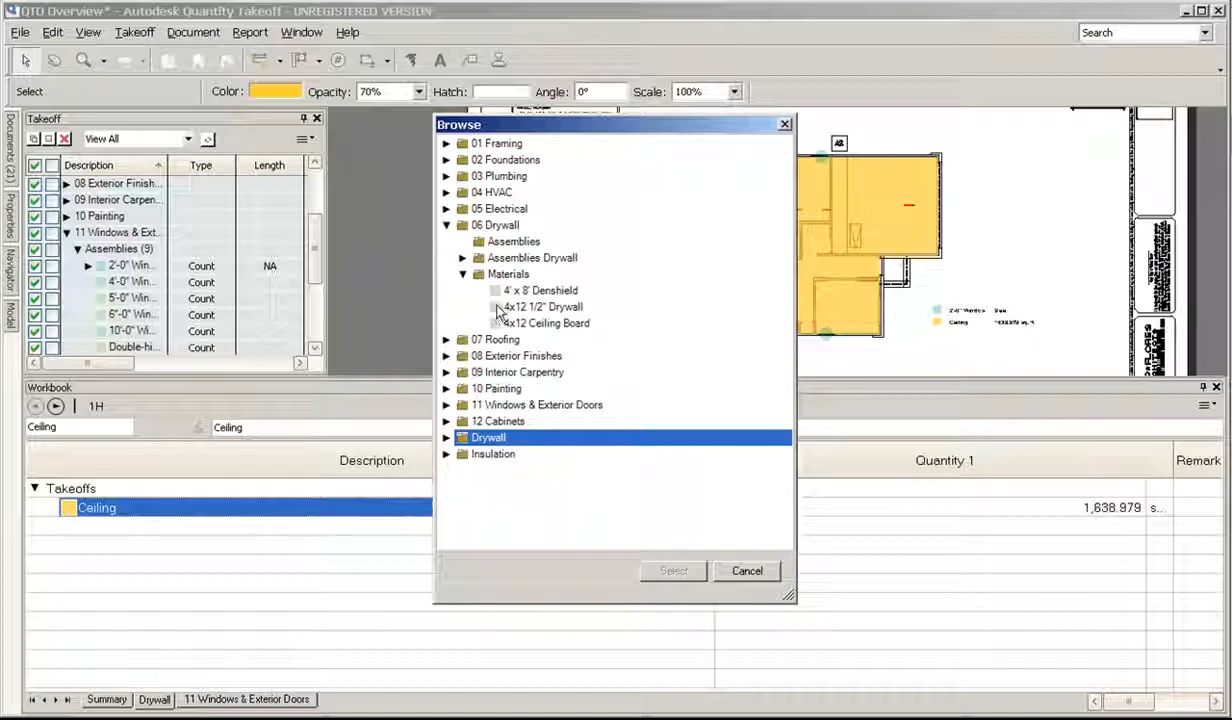 QTO Overview* - Autodesk Quantity Takeoff - UNREGISTERED VERSION
File Edit View Takeoff Document Report Window Help
Search
Select
Color: Opacity: 70% Hatch: Angle: 0° Scale: 100%
Documents (21)
Properties
Navigator
Model
Takeoff
View All
Description Type Length
08 Exterior Finish...
09 Interior Carpen...
10 Painting
11 Windows & Ext...
Assemblies (9)
2'-0" Win... Count NA
4'-0" Win... Count
5'-0" Win... Count
6"-0" Win... Count
10'-0" Wi... Count
Double-hi... Count
Browse
01 Framing
02 Foundations
03 Plumbing
04 HVAC
05 Electrical
06 Drywall
Assemblies
Assemblies Drywall
Materials
4' x 8' Denshield
4x12 1/2" Drywall
4x12 Ceiling Board
07 Roofing
08 Exterior Finishes
09 Interior Carpentry
10 Painting
11 Windows & Exterior Doors
12 Cabinets
Drywall
Insulation
Select Cancel
Workbook
1H
Ceiling Ceiling
Description Quantity 1 Remark
Takeoffs
Ceiling 1,638.979 s...
Summary Drywall 11 Windows & Exterior Doors